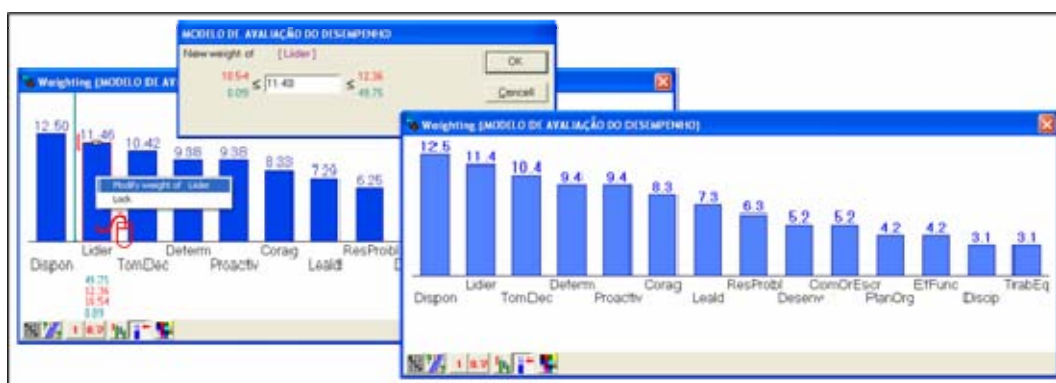 MODELO DE AVALIAÇÃO DO DESEMPENHO
New weight of [Lider]
10.54 ≤ 11.40 ≤ 12.36
0.09 49.75
OK
Cancel
Weighting (MODELO DE AV
12.50 11.46 10.42 9.38 9.38 8.33 7.29 6.25
Modify weight of Lider
Lock
Lider Determ Corag ResProbl
Dispon TomDec Proactiv Leald
49.75
12.36
10.54
0.09
Weighting (MODELO DE AVALIAÇÃO DO DESEMPENHO)
12.5 11.4 10.4 9.4 9.4 8.3 7.3 6.3 5.2 5.2 4.2 4.2 3.1 3.1
Lider Determ Corag ResProbl ComOrEscr EfFunc TrabEq
Dispon TomDec Proactiv Leald Desenv PlanOrg Discip